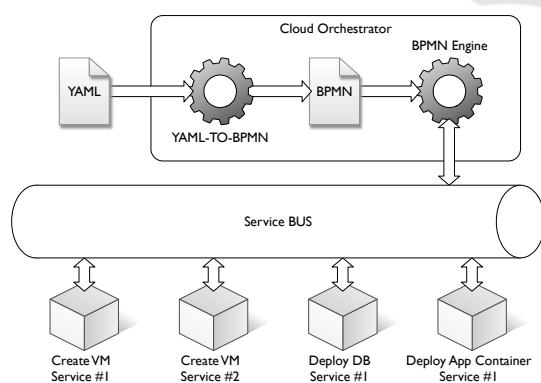 Cloud Orchestrator
BPMN Engine
YAML
BPMN
YAML-TO-BPMN
Service BUS
Create VM
Service #1
Create VM
Service #2
Deploy DB
Service #1
Deploy App Container
Service #1